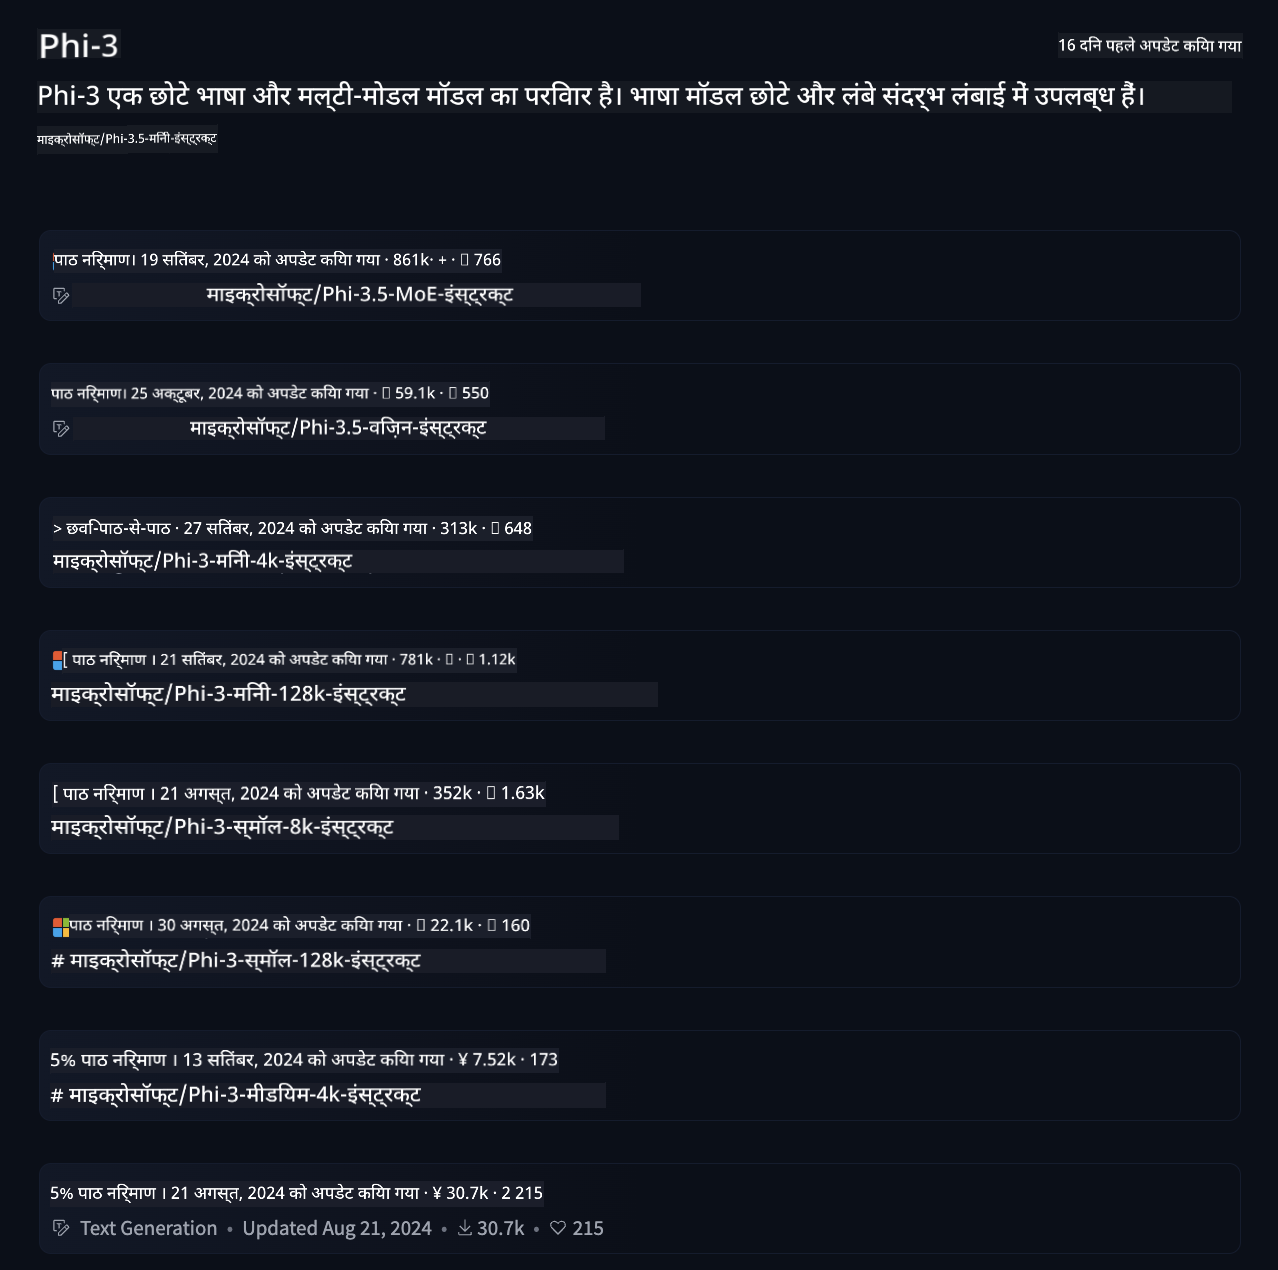 Phi-3
16 दिन पहले अपडेट किया गया
Phi-3 एक छोटे भाषा और मल्टी-मोडल मॉडल का परिवार है। भाषा मॉडल छोटे और लंबे संदर्भ लंबाई में उपलब्ध हैं।
माइक्रोसॉफ्ट/Phi-3.5-मिनी-इंस्ट्रक्ट
पाठ निर्माण। 19 सितंबर, 2024 को अपडेट किया गया · 861k· + · 766
माइक्रोसॉफ्ट/Phi-3.5-MoE-इंस्ट्रक्ट
पाठ निर्माण। 25 अक्टूबर, 2024 को अपडेट किया गया · 59.1k · 550
माइक्रोसॉफ्ट/Phi-3.5-विज़न-इंस्ट्रक्ट
> छवि-पाठ-से-पाठ · 27 सितंबर, 2024 को अपडेट किया गया · 313k · 648
माइक्रोसॉफ्ट/Phi-3-मिनी-4k-इंस्ट्रक्ट
[ पाठ निर्माण । 21 सितंबर, 2024 को अपडेट किया गया · 781k · · 1.12k
माइक्रोसॉफ्ट/Phi-3-मिनी-128k-इंस्ट्रक्ट
[ पाठ निर्माण । 21 अगस्त, 2024 को अपडेट किया गया · 352k · 1.63k
माइक्रोसॉफ्ट/Phi-3-स्मॉल-8k-इंस्ट्रक्ट
पाठ निर्माण । 30 अगस्त, 2024 को अपडेट किया गया · 22.1k · 160
# माइक्रोसॉफ्ट/Phi-3-स्मॉल-128k-इंस्ट्रक्ट
5% पाठ निर्माण । 13 सितंबर, 2024 को अपडेट किया गया · ¥ 7.52k · 173
# माइक्रोसॉफ्ट/Phi-3-मीडियम-4k-इंस्ट्रक्ट
5% पाठ निर्माण । 21 अगस्त, 2024 को अपडेट किया गया · ¥ 30.7k · 2 215
Text Generation • Updated Aug 21, 2024 • 30.7k • 215